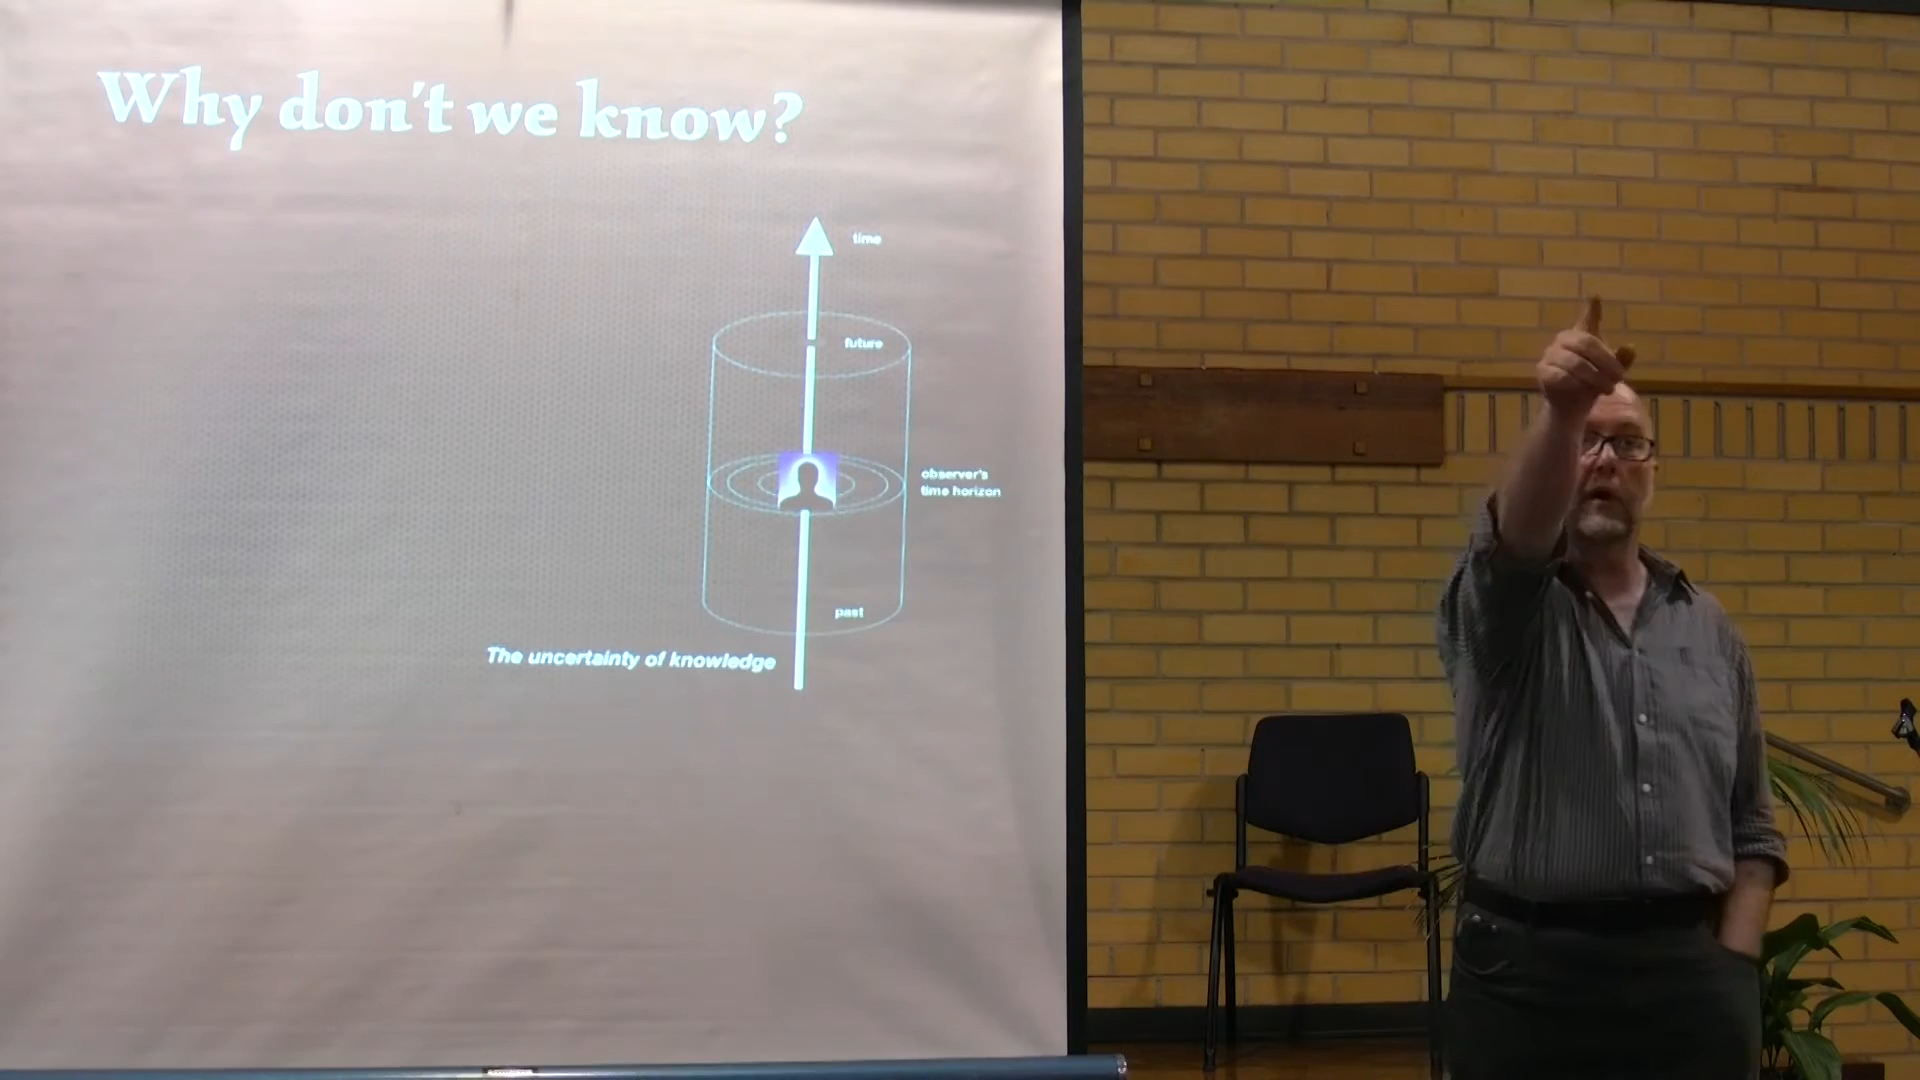 Why don't we know?
time
future
observer's
time horizon
past
The uncertainty of knowledge